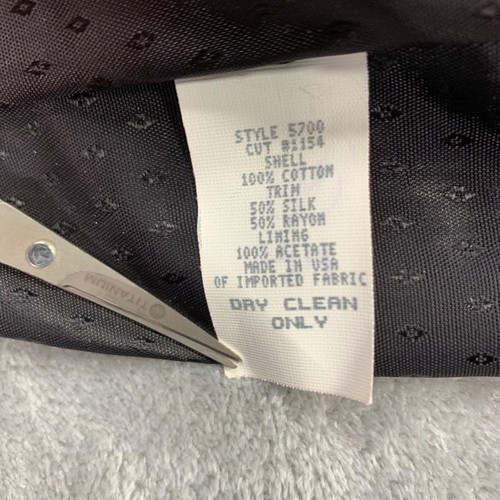 STYLE 5700
CUT #1154
SHELL
100% COTTON
TRIM
50% SILK
50% RAYON
LINING
100% ACETATE
MADE IN USA
OF IMPORTED FABRIC
DRY CLEAN
ONLY
TITANIUM